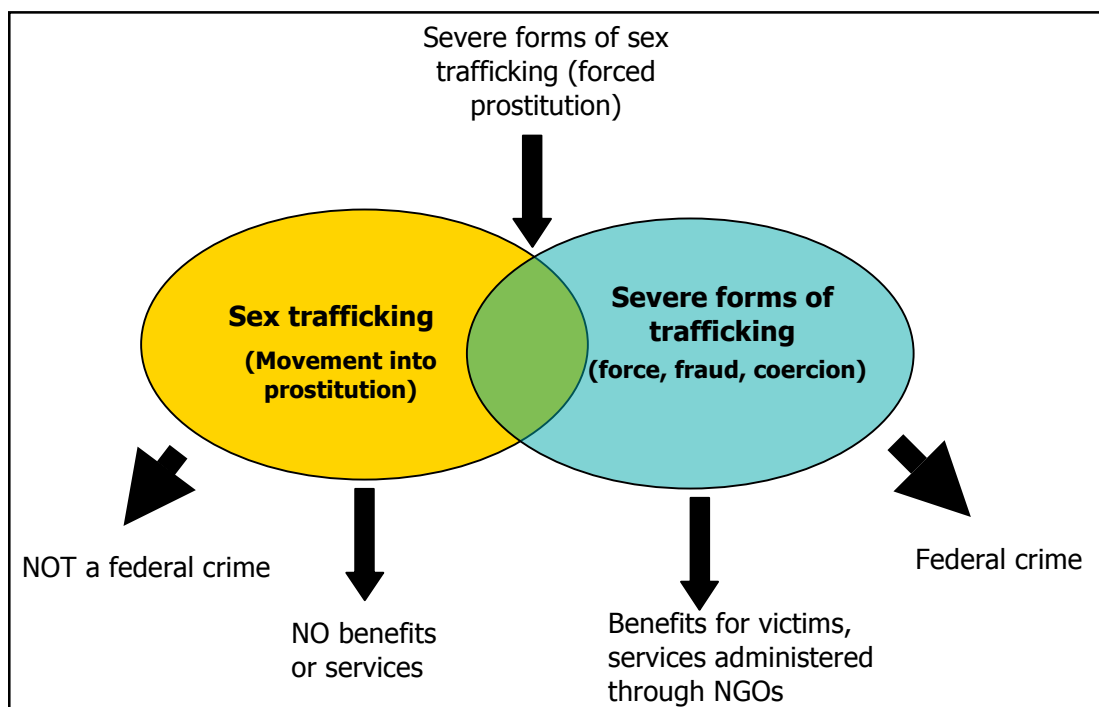 Severe forms of sex
trafficking (forced
prostitution)
Sex trafficking
(Movement into
prostitution)
Severe forms of
trafficking
(force, fraud, coercion)
NOT a federal crime
NO benefits
or services
Benefits for victims,
services administered
through NGOs
Federal crime